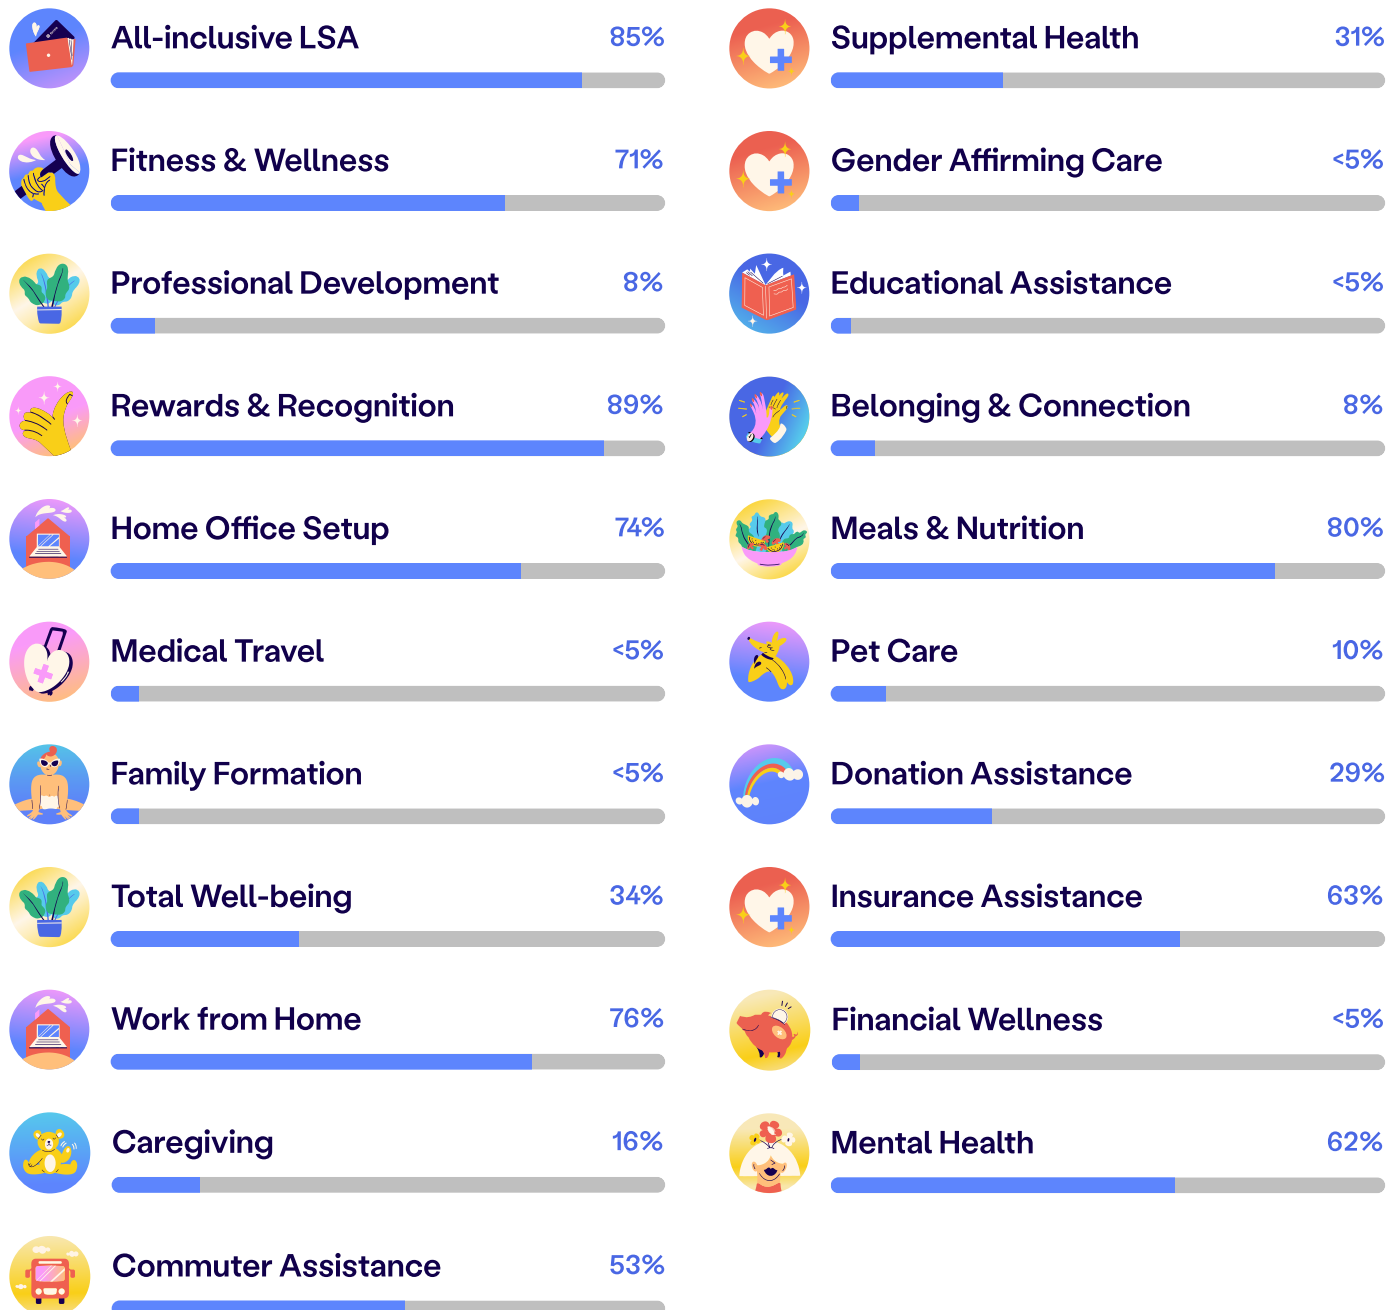 All-inclusive LSA 85%
Fitness & Wellness 71%
Professional Development 8%
Rewards & Recognition 89%
Home Office Setup 74%
Medical Travel <5%
Family Formation <5%
Total Well-being 34%
Work from Home 76%
Caregiving 16%
Commuter Assistance 53%
Supplemental Health 31%
Gender Affirming Care <5%
Educational Assistance <5%
Belonging & Connection 8%
Meals & Nutrition 80%
Pet Care 10%
Donation Assistance 29%
Insurance Assistance 63%
Financial Wellness <5%
Mental Health 62%